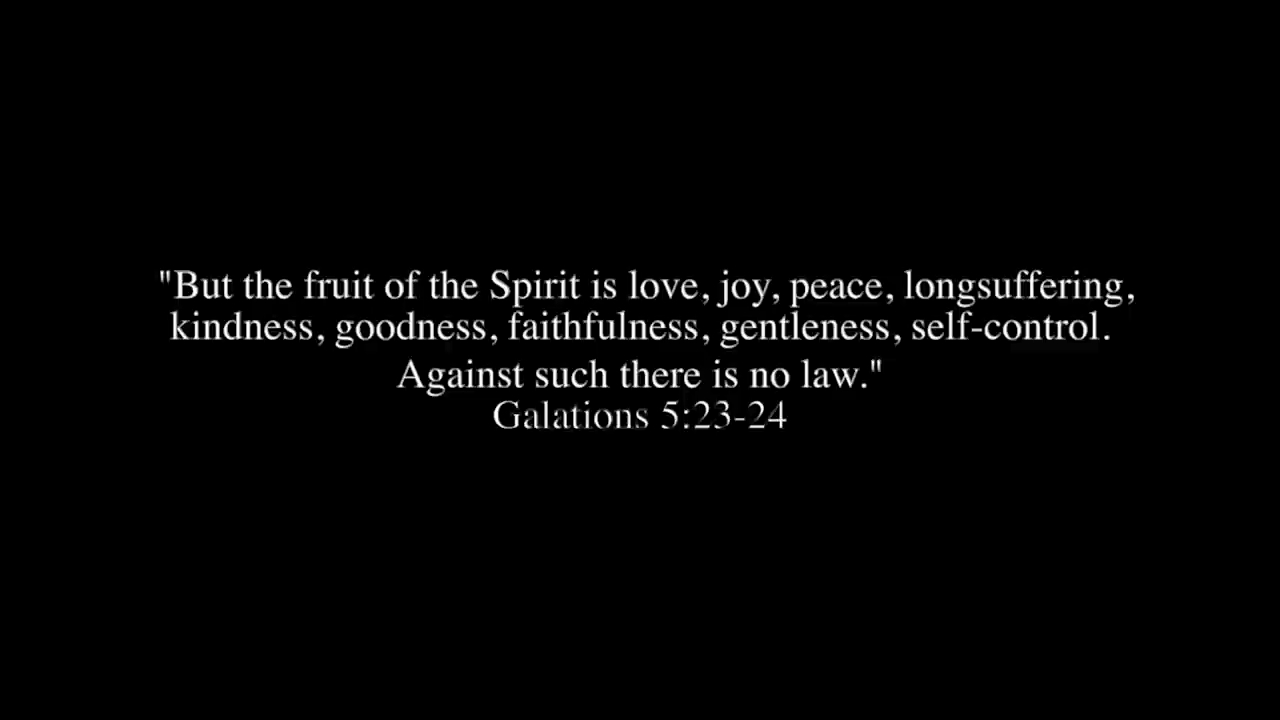 "But the fruit of the Spirit is love, joy, peace, longsuffering,
kindness, goodness, faithfulness, gentleness, self-control.
Against such there is no law."
Galations 5:23-24